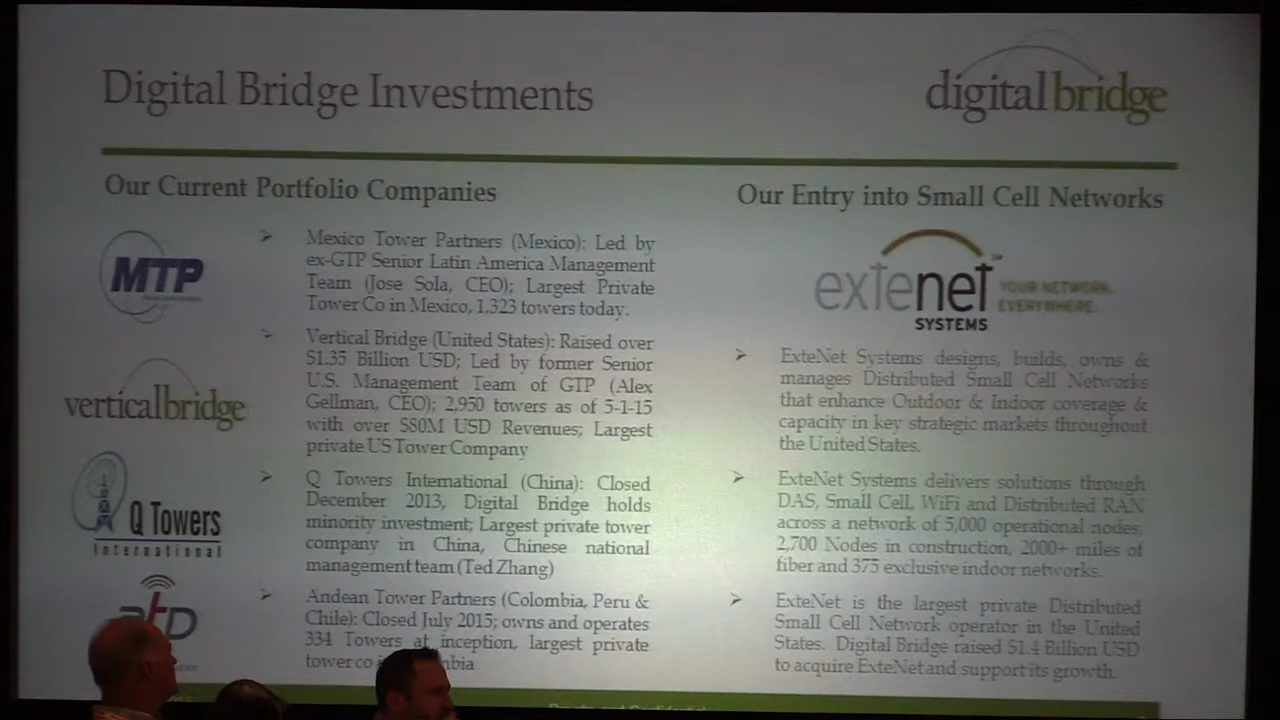 Digital Bridge Investments
digitalbridge
Our Current Portfolio Companies
MTP
➢ Mexico Tower Partners (Mexico): Led by
ex-GTP Senior Latin America Management
Team (Jose Sola, CEO); Largest Private
Tower Co in Mexico, 1,323 towers today.
verticalbridge
➢ Vertical Bridge (United States): Raised over
$1.35 Billion USD; Led by former Senior
U.S. Management Team of GTP (Alex
Gellman, CEO); 2,950 towers as of 5-1-15
with over $80M USD Revenues; Largest
private US Tower Company
Q Towers
International
➢ Q Towers International (China): Closed
December 2013, Digital Bridge holds
minority investment; Largest private tower
company in China, Chinese national
management team (Ted Zhang)
➢ Andean Tower Partners (Colombia, Peru &
Chile): Closed July 2015; owns and operates
334 Towers at inception, largest private
tower co
Our Entry into Small Cell Networks
extenet
SYSTEMS
YOUR NETWORK.
EVERYWHERE.
➢ ExteNet Systems designs, builds, owns &
manages Distributed Small Cell Networks
that enhance Outdoor & Indoor coverage &
capacity in key strategic markets throughout
the United States.
➢ ExteNet Systems delivers solutions through
DAS, Small Cell, WiFi and Distributed RAN
across a network of 5,000 operational nodes,
2,700 Nodes in construction, 2000+ miles of
fiber and 375 exclusive indoor networks.
➢ ExteNet is the largest private Distributed
Small Cell Network operator in the United
States. Digital Bridge raised $1.4 Billion USD
to acquire ExteNet and support its growth.